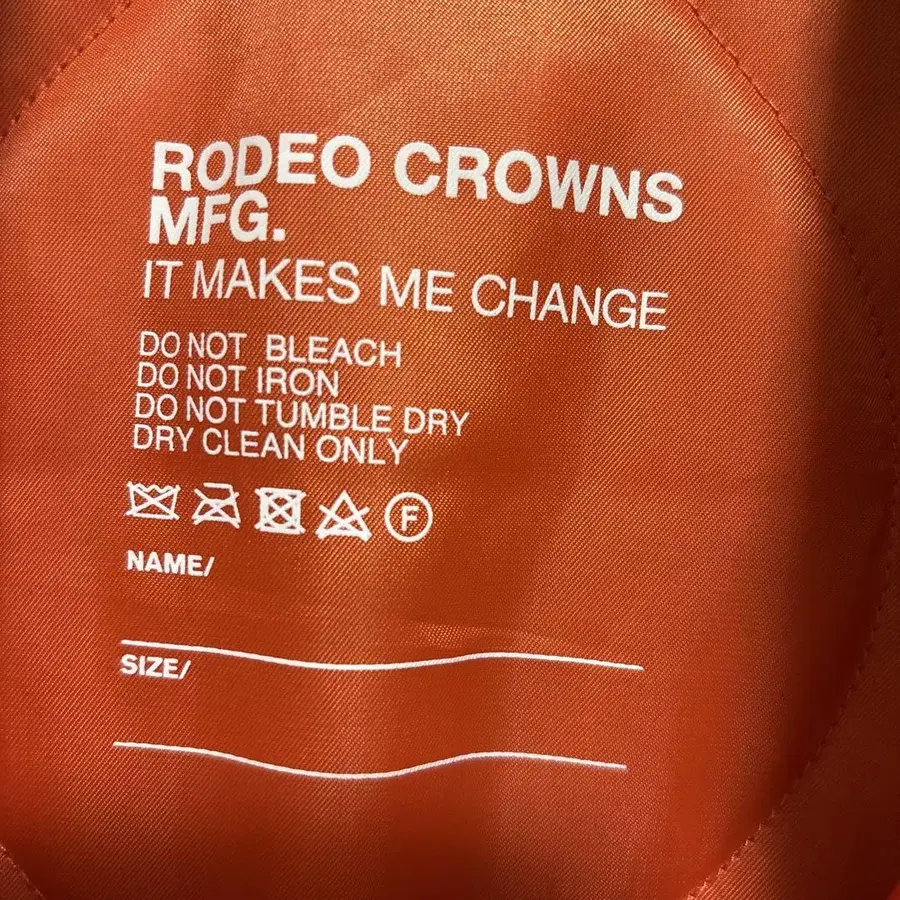 RODEO CROWNS
MFG.
IT MAKES ME CHANGE
DO NOT BLEACH
DO NOT IRON
DO NOT TUMBLE DRY
DRY CLEAN ONLY
F
NAME/
SIZE/